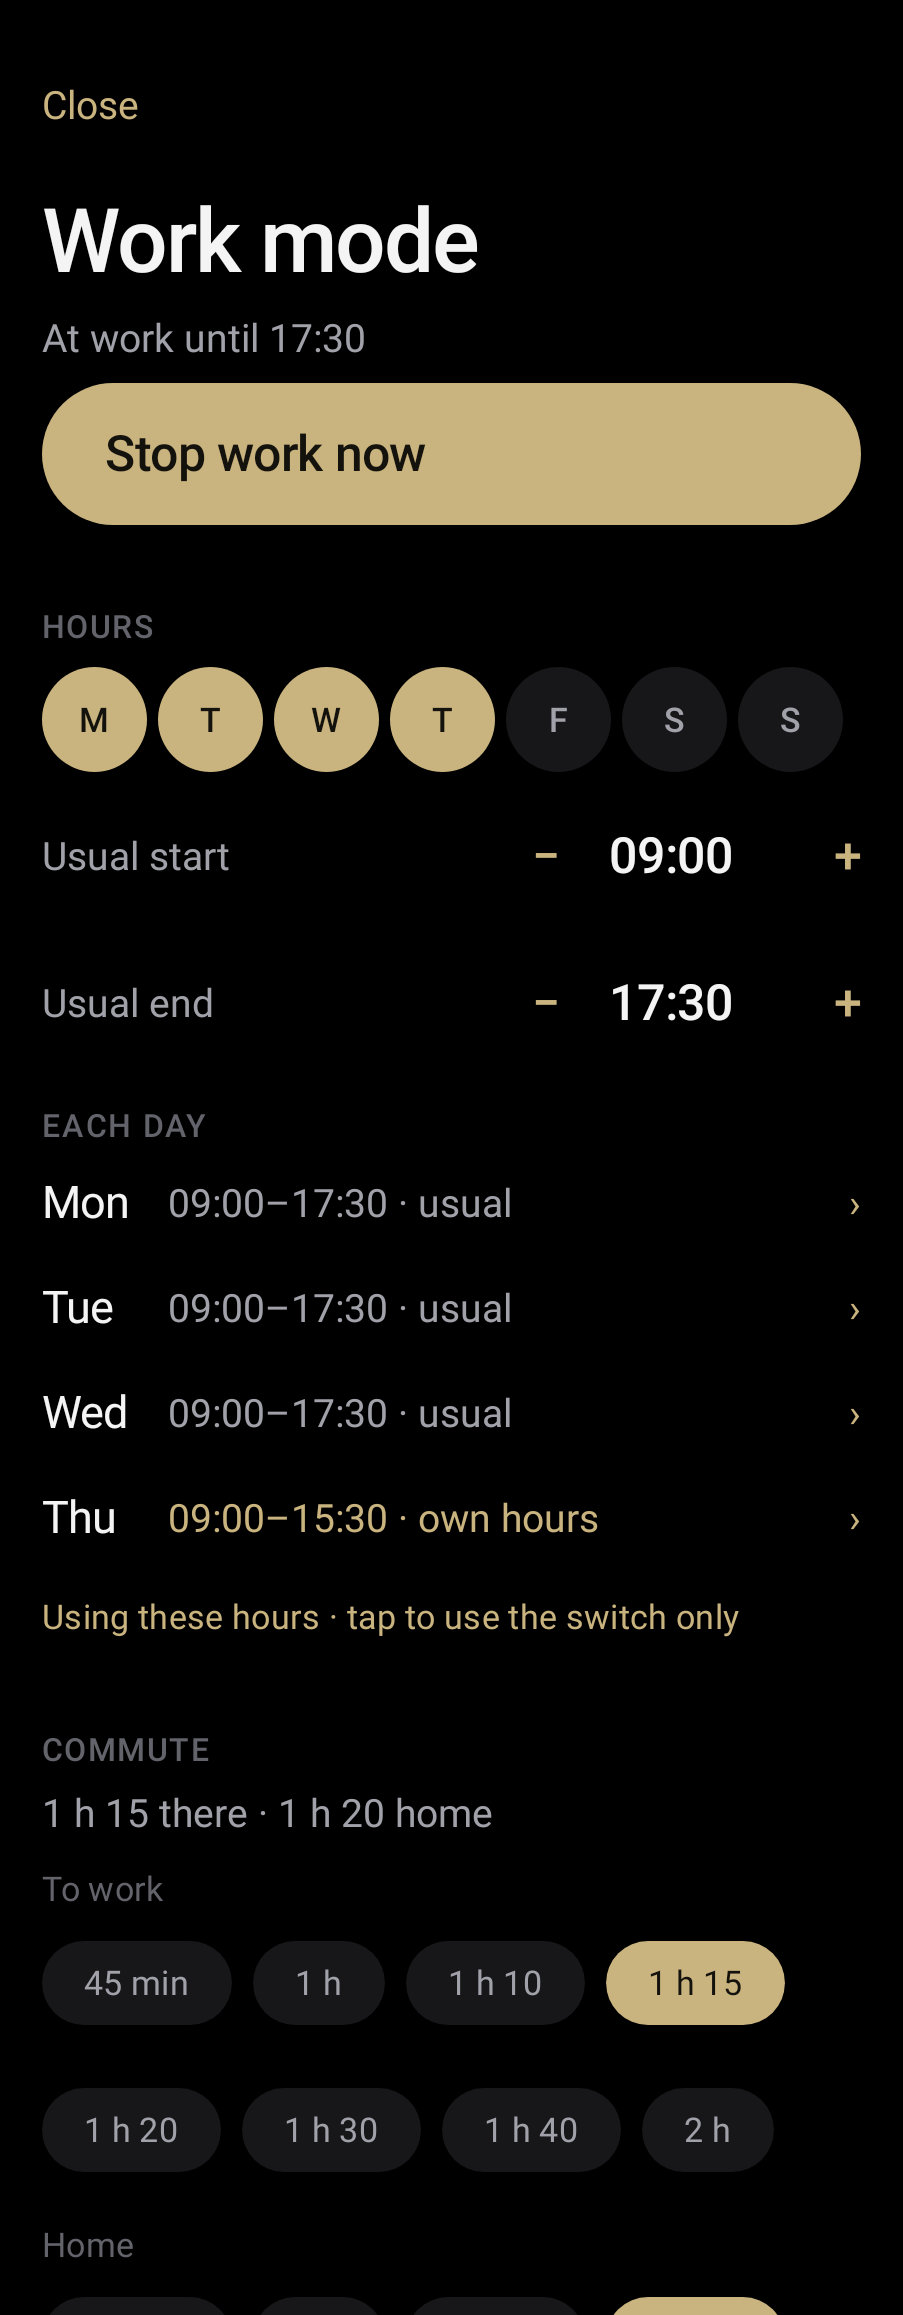 Close
Work mode
At work until 17:30
Stop work now
HOURS
M T W T F S S
Usual start − 09:00 +
Usual end − 17:30 +
EACH DAY
Mon 09:00–17:30 · usual ›
Tue 09:00–17:30 · usual ›
Wed 09:00–17:30 · usual ›
Thu 09:00–15:30 · own hours ›
Using these hours · tap to use the switch only
COMMUTE
1 h 15 there · 1 h 20 home
To work
45 min 1 h 1 h 10 1 h 15
1 h 20 1 h 30 1 h 40 2 h
Home